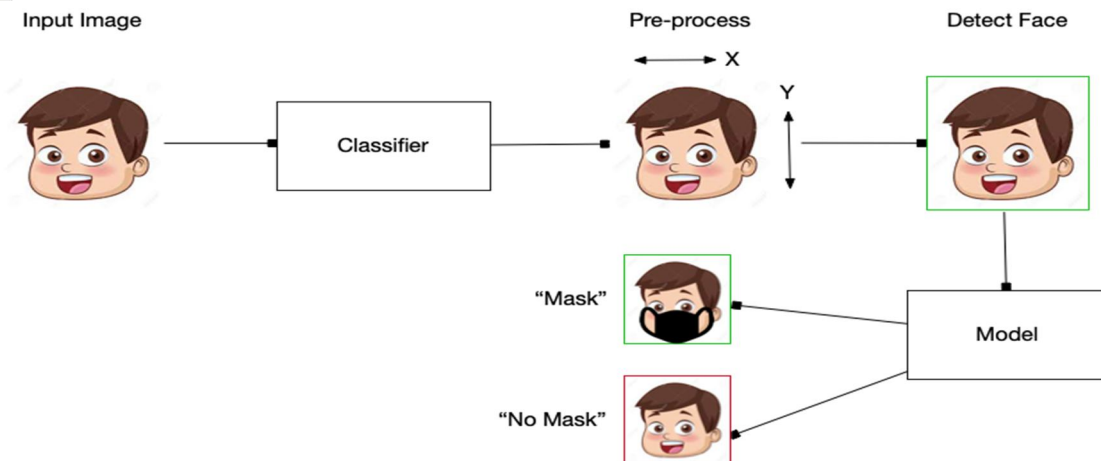 Input Image
Pre-process
Detect Face
X
Y
Classifier
“Mask”
Model
“No Mask”